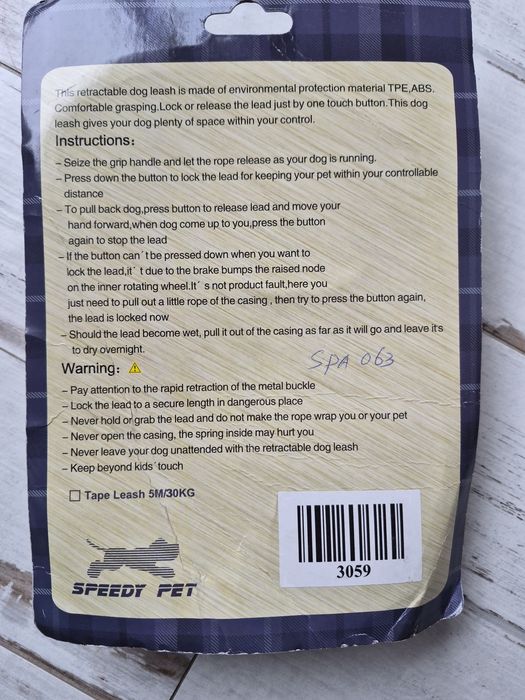 This retractable dog leash is made of environmental protection material TPE,ABS.
Comfortable grasping.Lock or release the lead just by one touch button.This dog
leash gives your dog plenty of space within your control.
Instructions:
- Seize the grip handle and let the rope release as your dog is running.
- Press down the button to lock the lead for keeping your pet within your controllable
distance
- To pull back dog,press button to release lead and move your
hand forward,when dog come up to you,press the button
again to stop the lead
- If the button can´t be pressed down when you want to
lock the lead,it´ t due to the brake bumps the raised node
on the inner rotating wheel.It´ s not product fault,here you
just need to pull out a little rope of the casing , then try to press the button again,
the lead is locked now
- Should the lead become wet, pull it out of the casing as far as it will go and leave it's
to dry overnight.
SPA 063
Warning:
- Pay attention to the rapid retraction of the metal buckle
- Lock the lead to a secure length in dangerous place
- Never hold or grab the lead and do not make the rope wrap you or your pet
- Never open the casing, the spring inside may hurt you
- Never leave your dog unattended with the retractable dog leash
- Keep beyond kids´touch
Tape Leash 5M/30KG
SPEEDY PET
3059